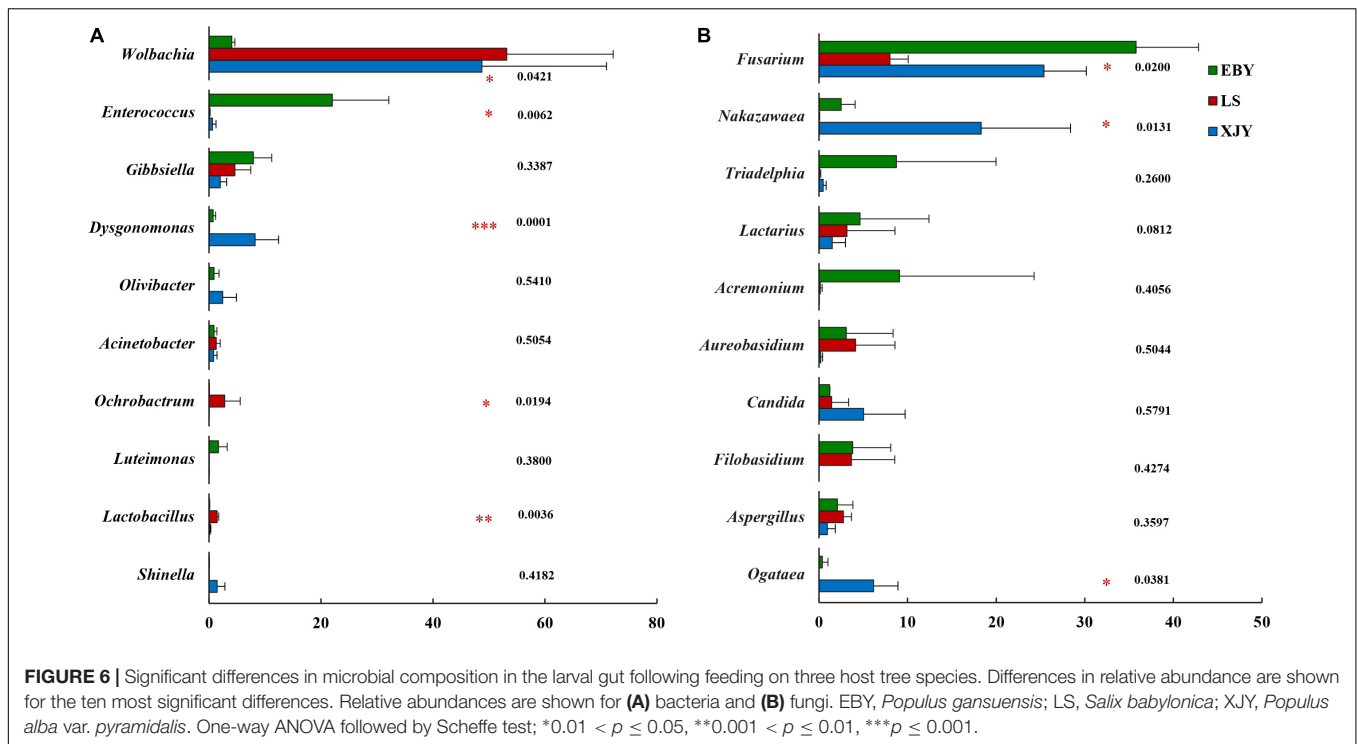 A
Wolbachia
* 0.0421
Enterococcus * 0.0062
Gibbsiella 0.3387
Dysgonomonas *** 0.0001
Olivibacter 0.5410
Acinetobacter 0.5054
Ochrobactrum * 0.0194
Luteimonas 0.3800
Lactobacillus ** 0.0036
Shinella 0.4182
0 20 40 60 80
B
Fusarium * 0.0200
Nakazawaea * 0.0131
Triadelphia 0.2600
Lactarius 0.0812
Acremonium 0.4056
Aureobasidium 0.5044
Candida 0.5791
Filobasidium 0.4274
Aspergillus 0.3597
Ogataea * 0.0381
0 10 20 30 40 50
EBY
LS
XJY
FIGURE 6 | Significant differences in microbial composition in the larval gut following feeding on three host tree species. Differences in relative abundance are shown
for the ten most significant differences. Relative abundances are shown for (A) bacteria and (B) fungi. EBY, Populus gansuensis; LS, Salix babylonica; XJY, Populus
alba var. pyramidalis. One-way ANOVA followed by Scheffe test; *0.01 < p ≤ 0.05, **0.001 < p ≤ 0.01, ***p ≤ 0.001.